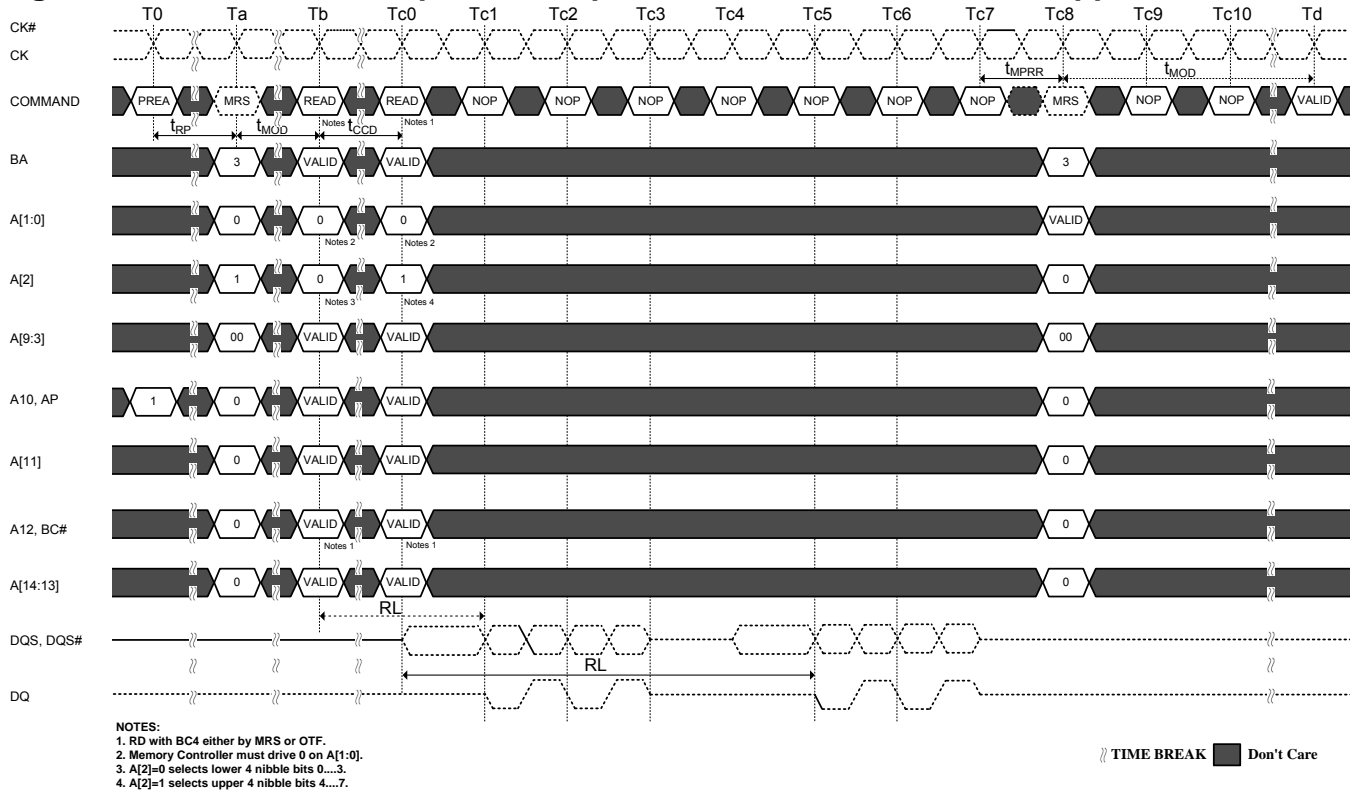 T0 Ta Tb Tc0 Tc1 Tc2 Tc3 Tc4 Tc5 Tc6 Tc7 Tc8 Tc9 Tc10 Td
CK#
CK
tMPRR tMOD
COMMAND PREA MRS READ READ NOP NOP NOP NOP NOP NOP NOP MRS NOP NOP VALID
Notes 1 Notes 1
tRP tMOD tCCD
BA 3 VALID VALID 3
A[1:0] 0 0 0 VALID
Notes 2 Notes 2
A[2] 1 0 1 0
Notes 3 Notes 4
A[9:3] 00 VALID VALID 00
A10, AP 1 0 VALID VALID 0
A[11] 0 VALID VALID 0
A12, BC# 0 VALID VALID 0
Notes 1 Notes 1
A[14:13] 0 VALID VALID 0
RL
DQS, DQS#
RL
DQ
NOTES:
1. RD with BC4 either by MRS or OTF.
2. Memory Controller must drive 0 on A[1:0].
3. A[2]=0 selects lower 4 nibble bits 0....3.
4. A[2]=1 selects upper 4 nibble bits 4....7.
TIME BREAK Don't Care